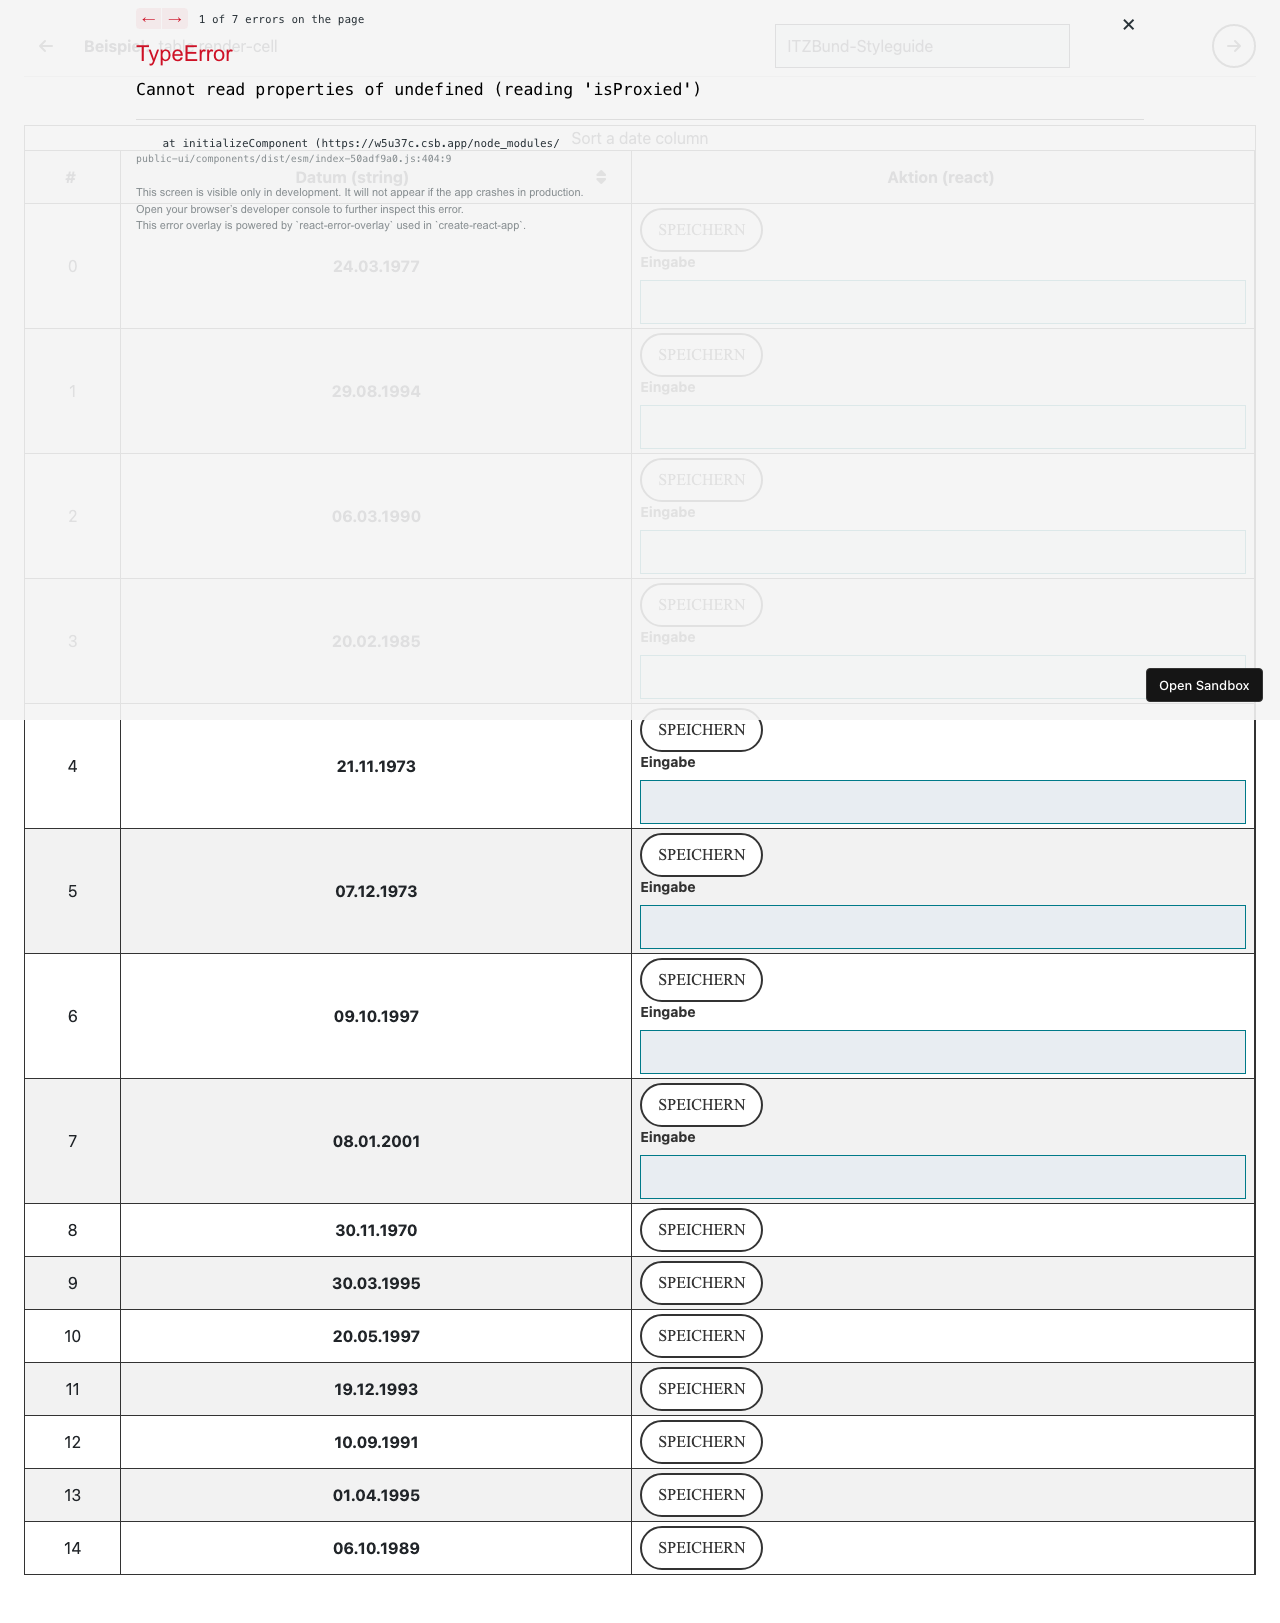 ← → 1 of 7 errors on the page
Beispiel table render-cell
ITZBund-Styleguide
TypeError
Cannot read properties of undefined (reading 'isProxied')
Sort a date column
at initializeComponent (https://w5u37c.csb.app/node_modules/
public-ui/components/dist/esm/index-50adf9a0.js:404:9
# Datum (string) Aktion (react)
This screen is visible only in development. It will not appear if the app crashes in production.
Open your browser’s developer console to further inspect this error.
This error overlay is powered by `react-error-overlay` used in `create-react-app`.
SPEICHERN
Eingabe
0 24.03.1977
SPEICHERN
Eingabe
1 29.08.1994
SPEICHERN
Eingabe
2 06.03.1990
SPEICHERN
Eingabe
3 20.02.1985
Open Sandbox
SPEICHERN
Eingabe
4 21.11.1973
SPEICHERN
Eingabe
5 07.12.1973
SPEICHERN
Eingabe
6 09.10.1997
SPEICHERN
Eingabe
7 08.01.2001
8 30.11.1970 SPEICHERN
9 30.03.1995 SPEICHERN
10 20.05.1997 SPEICHERN
11 19.12.1993 SPEICHERN
12 10.09.1991 SPEICHERN
13 01.04.1995 SPEICHERN
14 06.10.1989 SPEICHERN